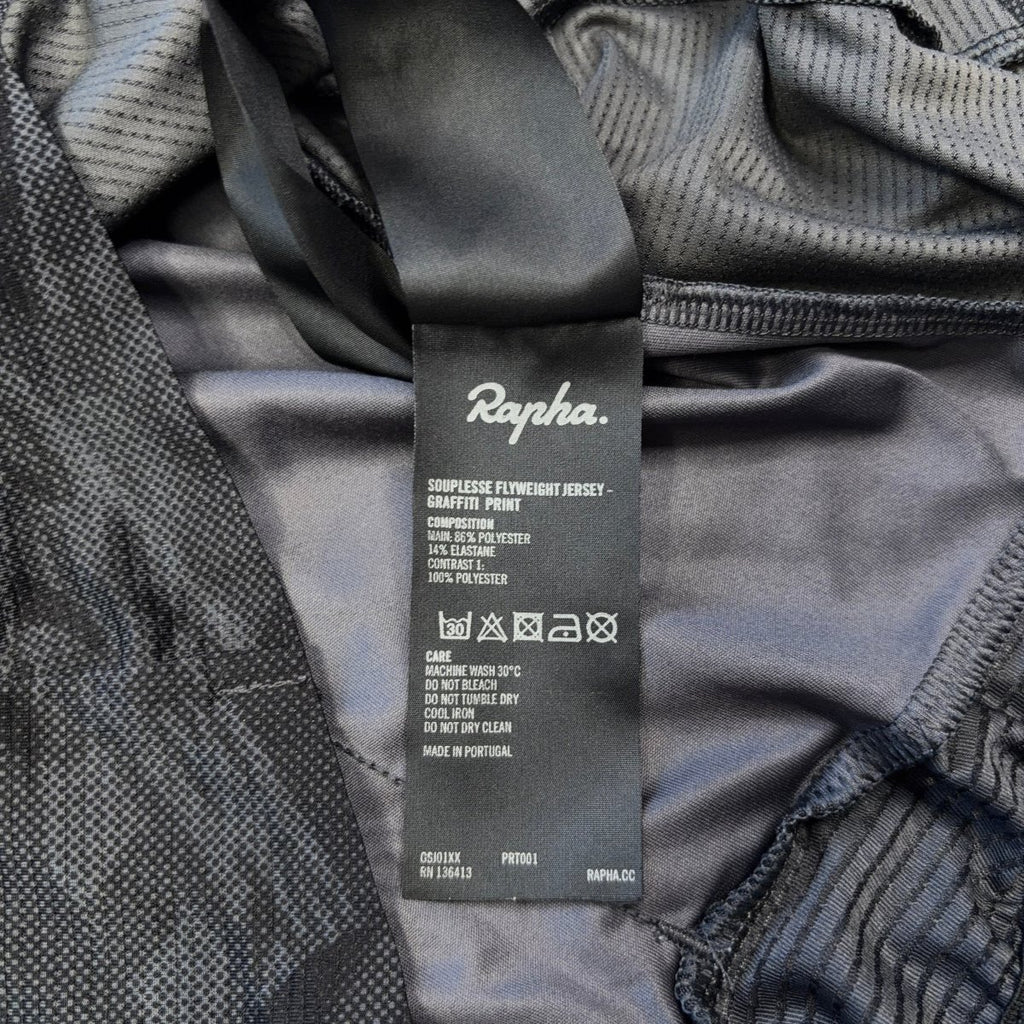 Rapha.
SOUPLESSE FLYWEIGHT JERSEY -
GRAFFITI PRINT
COMPOSITION
MAIN: 86% POLYESTER
14% ELASTANE
CONTRAST 1:
100% POLYESTER
30
CARE
MACHINE WASH 30°C
DO NOT BLEACH
DO NOT TUMBLE DRY
COOL IRON
DO NOT DRY CLEAN
MADE IN PORTUGAL
OSJ01XX PRT001
RN 136413 RAPHA.CC